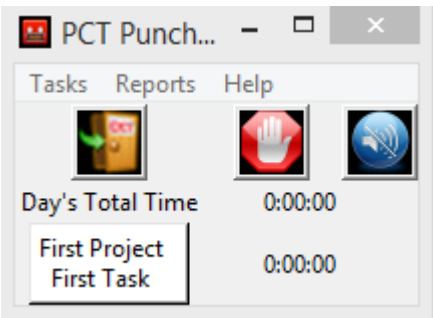 PCT Punch...
Tasks Reports Help
Day's Total Time 0:00:00
First Project
First Task
0:00:00